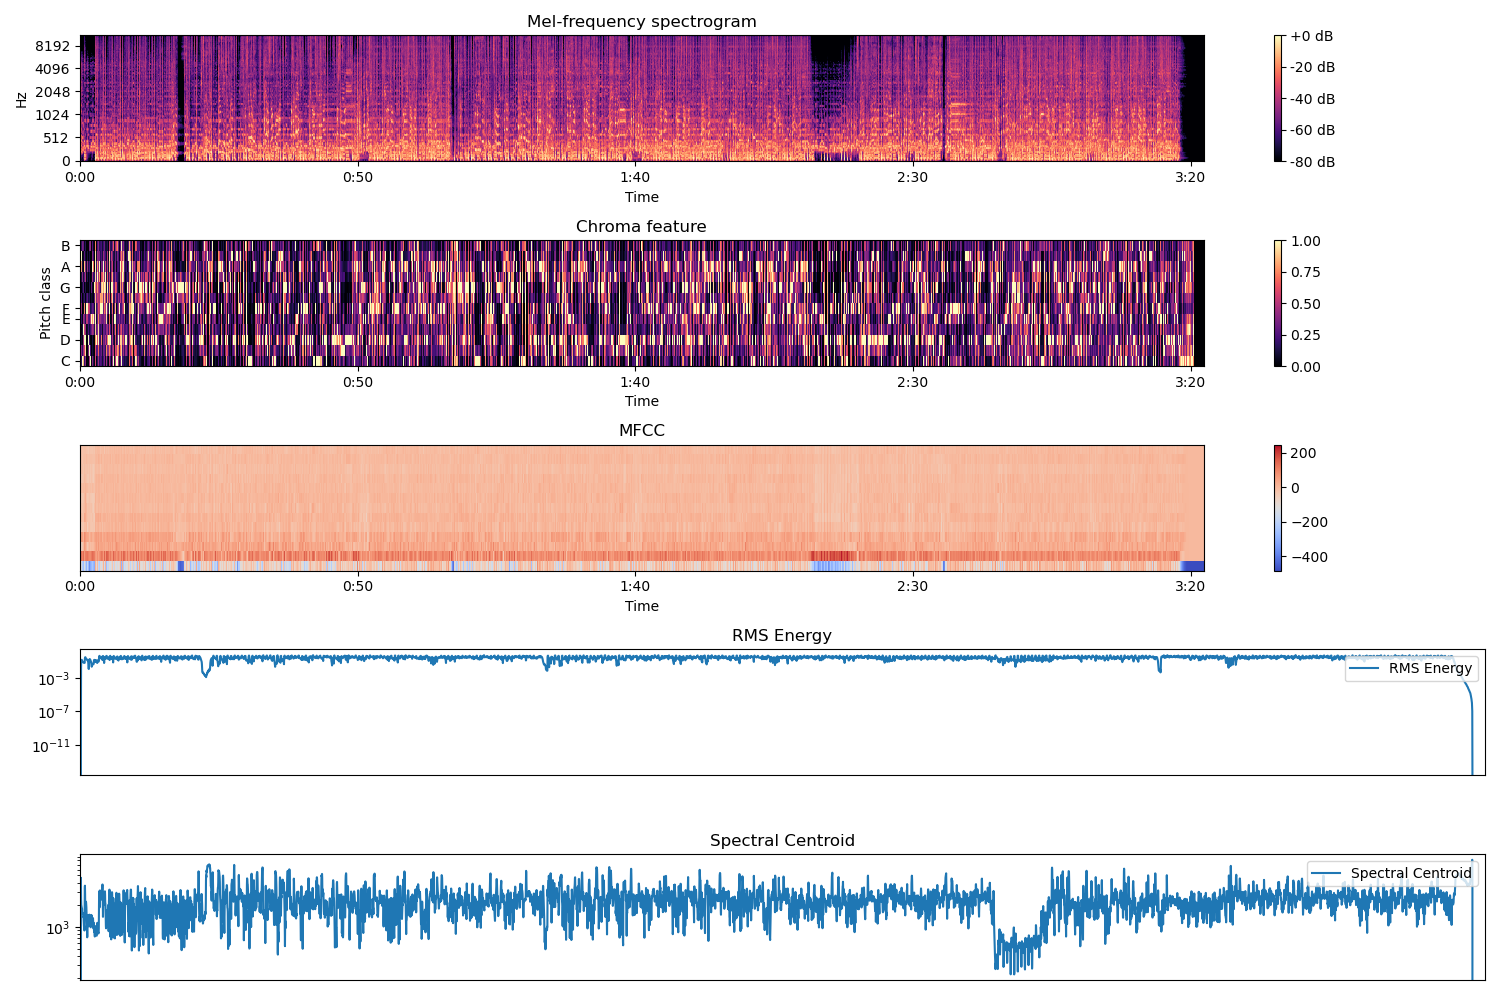 Mel-frequency spectrogram
Hz
8192
4096
2048
1024
512
0
0:00 0:50 1:40 2:30 3:20
Time
+0 dB
-20 dB
-40 dB
-60 dB
-80 dB
Chroma feature
Pitch class
B
A
G
F
E
D
C
0:00 0:50 1:40 2:30 3:20
Time
1.00
0.75
0.50
0.25
0.00
MFCC
0:00 0:50 1:40 2:30 3:20
Time
200
0
−200
−400
RMS Energy
10⁻³
10⁻⁷
10⁻¹¹
RMS Energy
Spectral Centroid
10³
Spectral Centroid